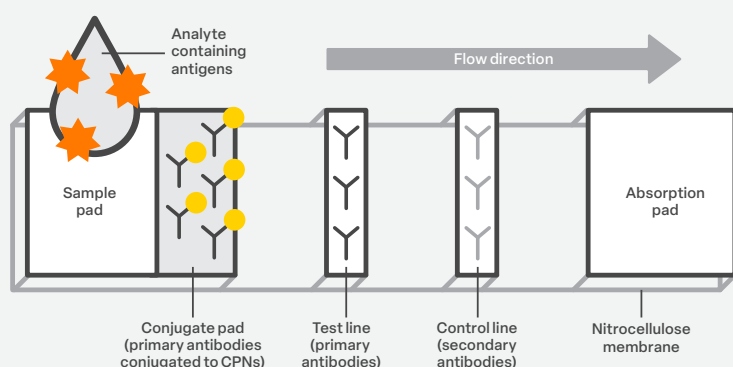 Analyte
containing
antigens
Flow direction
Sample
pad
Absorption
pad
Conjugate pad
(primary antibodies
conjugated to CPNs)
Test line
(primary
antibodies)
Control line
(secondary
antibodies)
Nitrocellulose
membrane